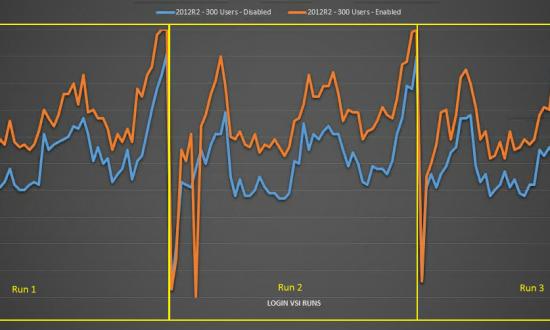 2012R2 - 300 Users - Disabled 2012R2 - 300 Users - Enabled
Run 1 Run 2 Run 3
LOGIN VSI RUNS